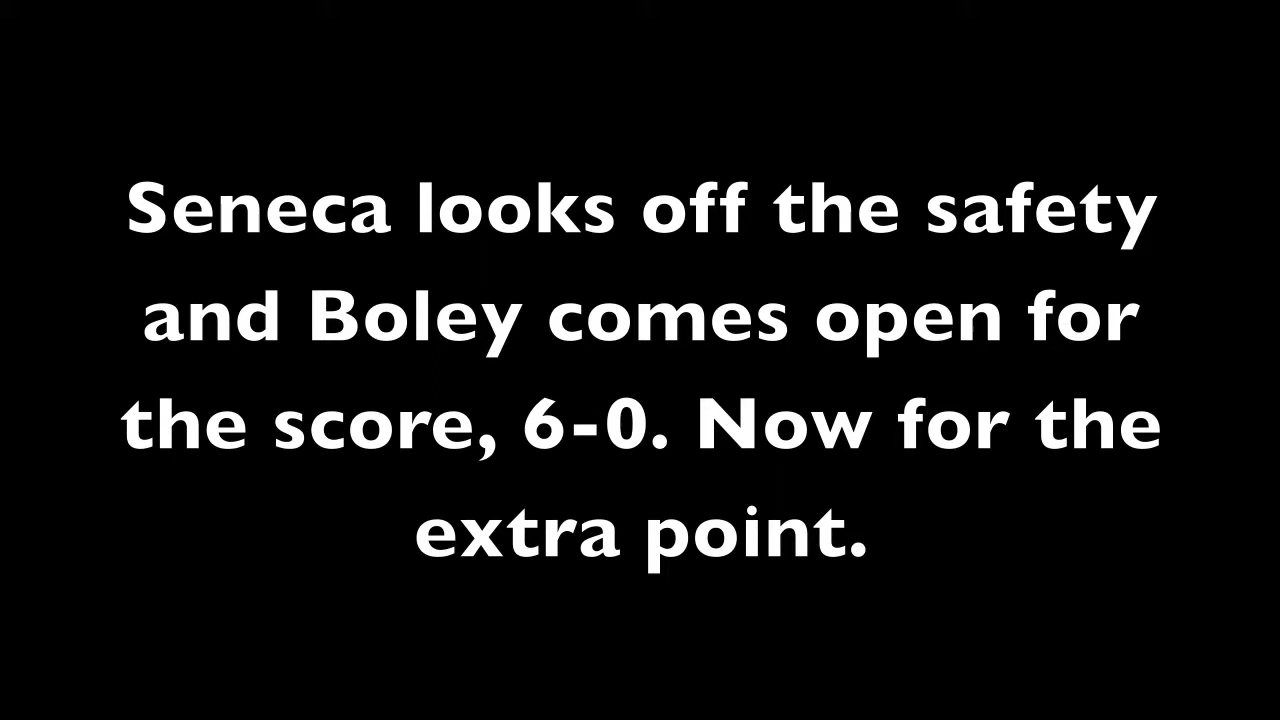 Seneca looks off the safety
and Boley comes open for
the score, 6-0. Now for the
extra point.